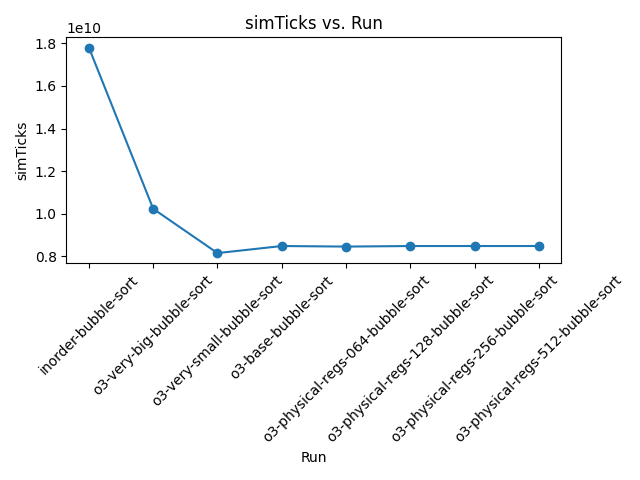 simTicks vs. Run
1e10
1.8
1.6
1.4
1.2
1.0
0.8
simTicks
inorder-bubble-sort
o3-very-big-bubble-sort
o3-very-small-bubble-sort
o3-base-bubble-sort
o3-physical-regs-064-bubble-sort
o3-physical-regs-128-bubble-sort
o3-physical-regs-256-bubble-sort
o3-physical-regs-512-bubble-sort
Run